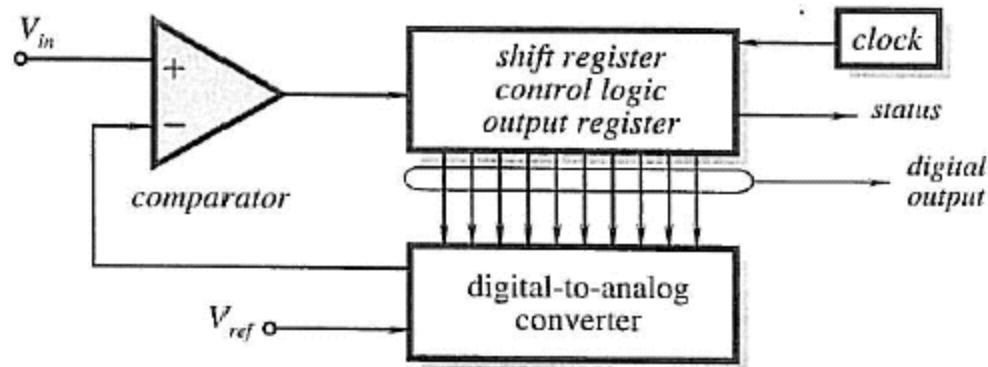 V_in
+
−
comparator
shift register
control logic
output register
clock
status
digital
output
digital-to-analog
converter
V_ref